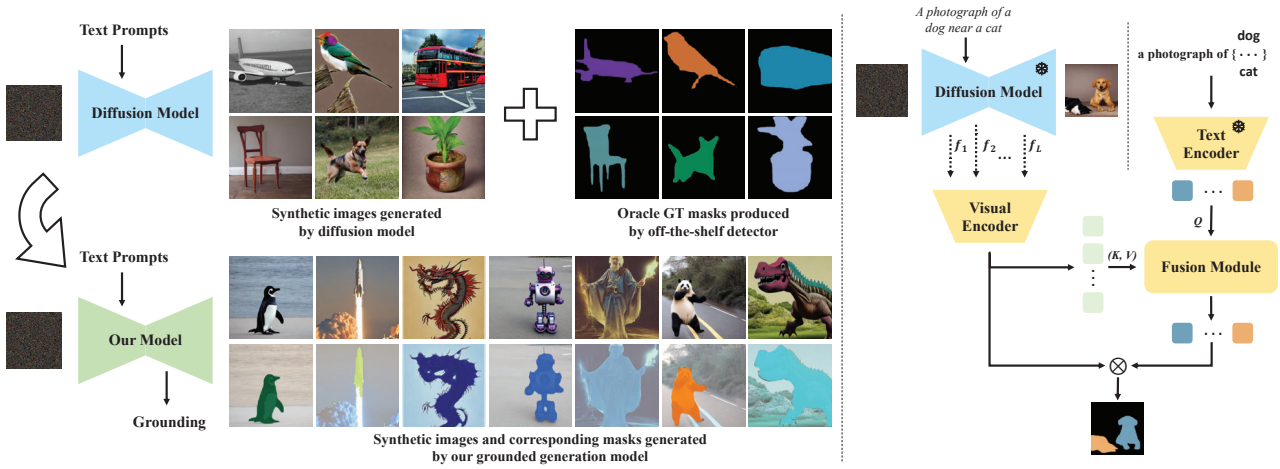 Text Prompts
Diffusion Model
Synthetic images generated
by diffusion model
Oracle GT masks produced
by off-the-shelf detector
Text Prompts
Our Model
Grounding
Synthetic images and corresponding masks generated
by our grounded generation model
A photograph of a
dog near a cat
Diffusion Model
f1 f2 ... fL
Visual
Encoder
dog
a photograph of { ··· }
cat
Text
Encoder
...
Q
(K, V)
Fusion Module
...